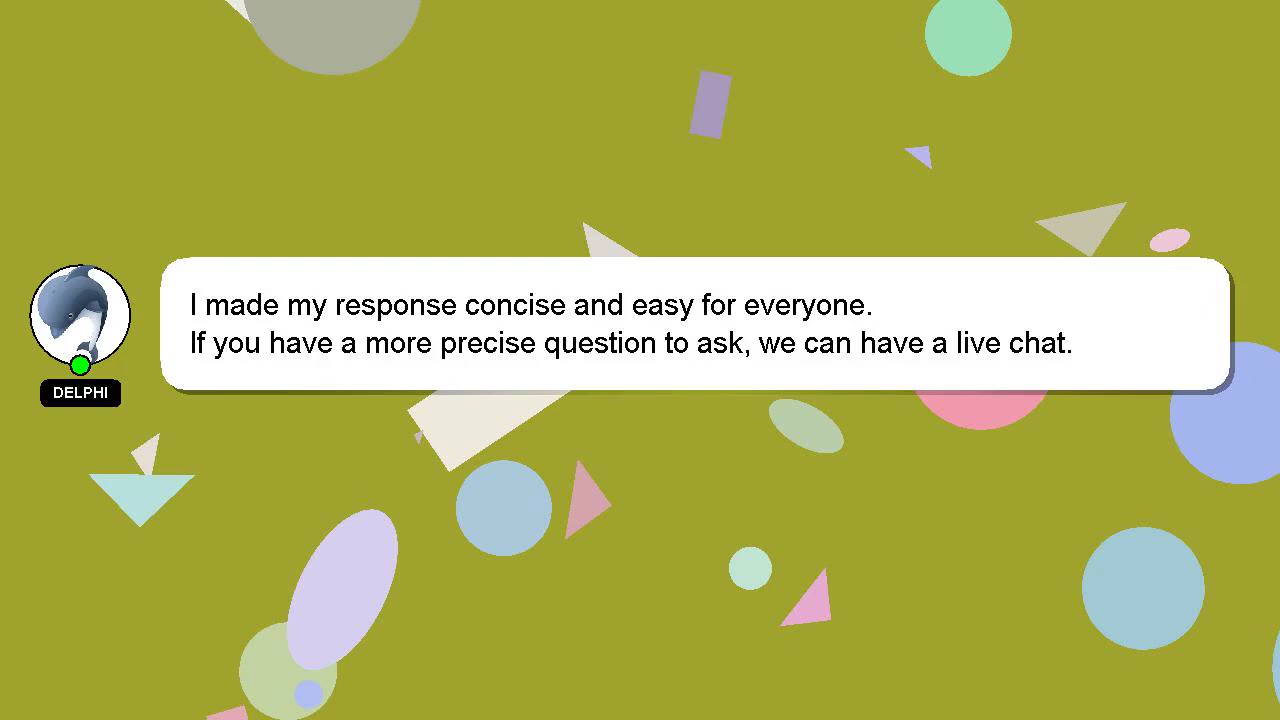 I made my response concise and easy for everyone.
If you have a more precise question to ask, we can have a live chat.
DELPHI